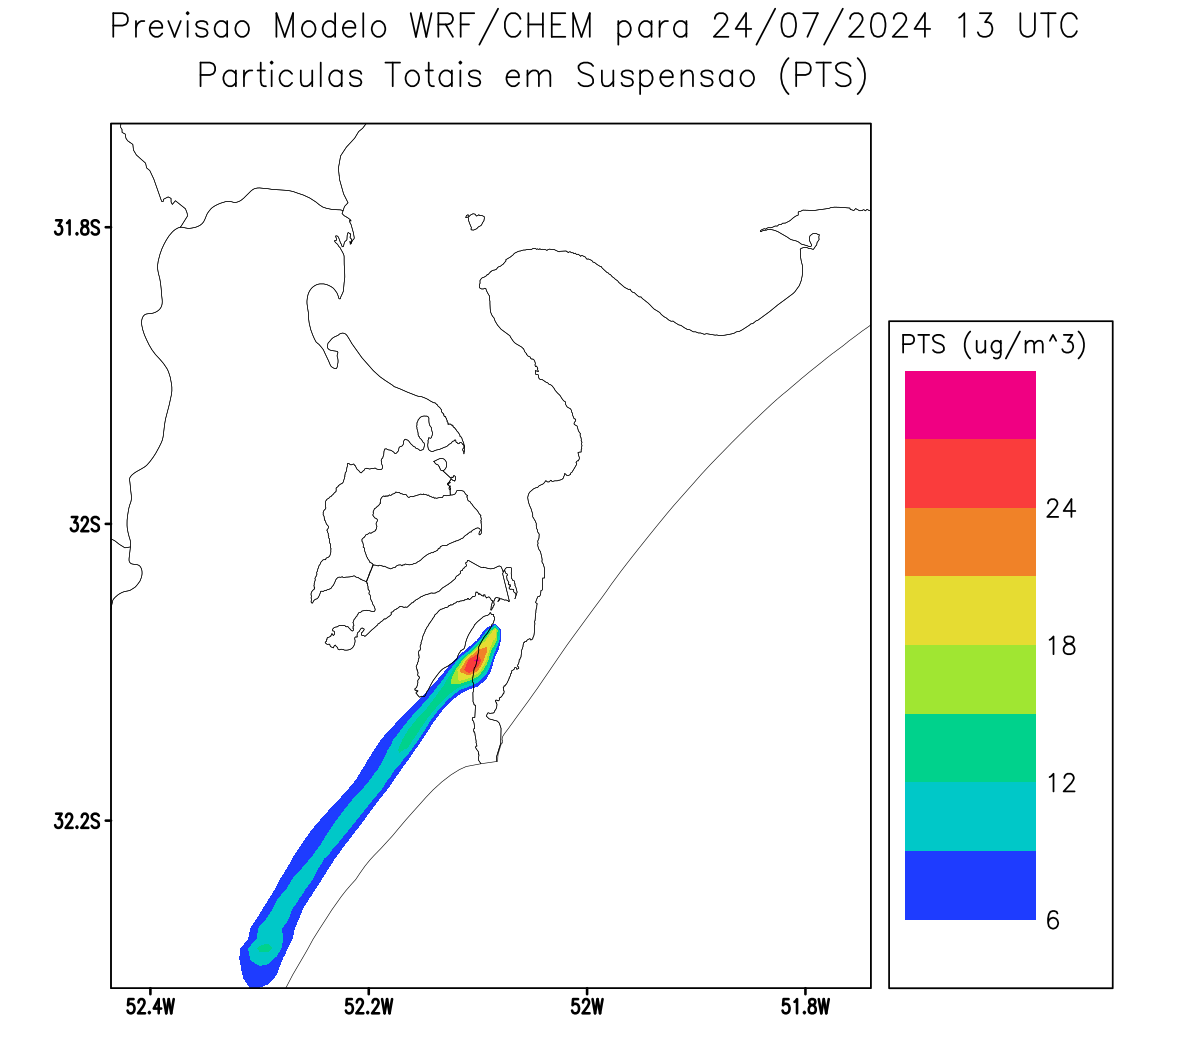 Previsao Modelo WRF/CHEM para 24/07/2024 13 UTC
Particulas Totais em Suspensao (PTS)
31.8S
32S
32.2S
52.4W
52.2W
52W
51.8W
PTS (ug/m^3)
24
18
12
6